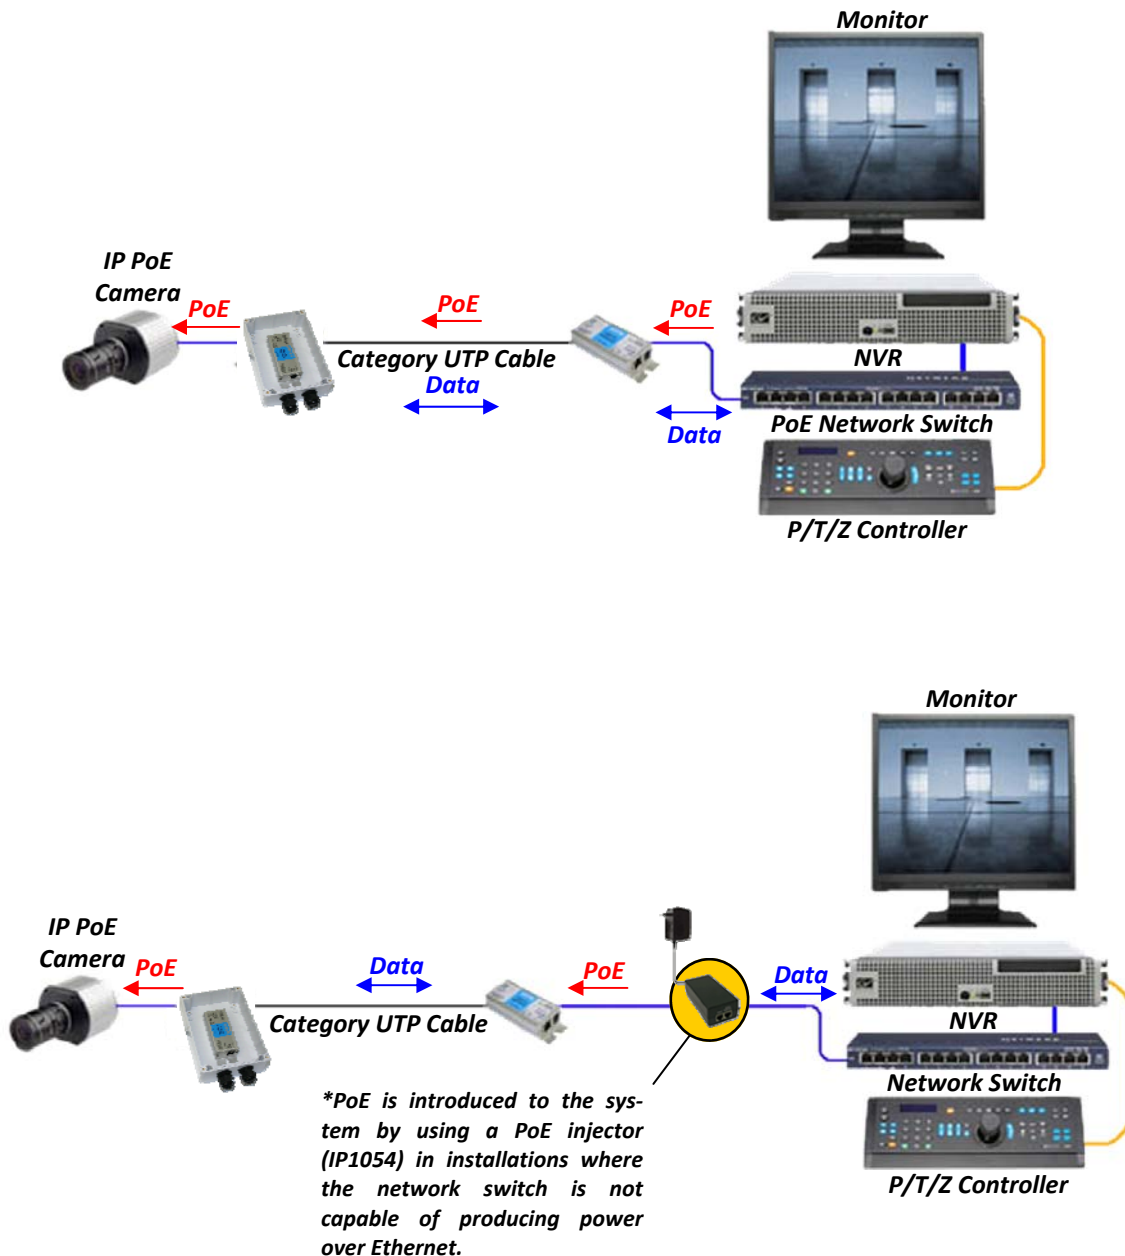 Monitor
IP PoE
Camera
PoE
PoE
PoE
Category UTP Cable
NVR
Data
Data
PoE Network Switch
P/T/Z Controller
Monitor
IP PoE
Camera
PoE
Data
PoE
Data
Category UTP Cable
NVR
Network Switch
*PoE is introduced to the sys-
tem by using a PoE injector
(IP1054) in installations where
the network switch is not
capable of producing power
over Ethernet.
P/T/Z Controller